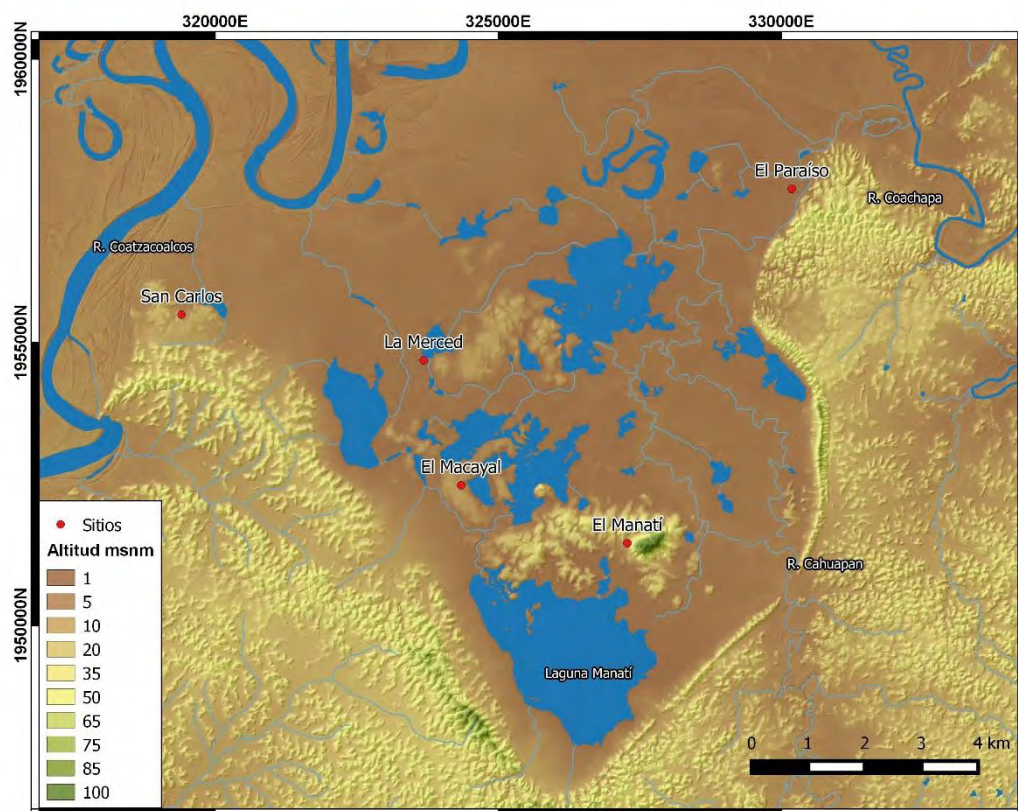 320000E 325000E 330000E
1960000N
El Paraíso
R. Coachapa
R. Coatzacoalcos
San Carlos
1955000N
La Merced
El Macayal
El Manatí
R. Cahuapan
1950000N
Laguna Manatí
Sitios
Altitud msnm
1
5
10
20
35
50
65
75
85
100
0 1 2 3 4 km